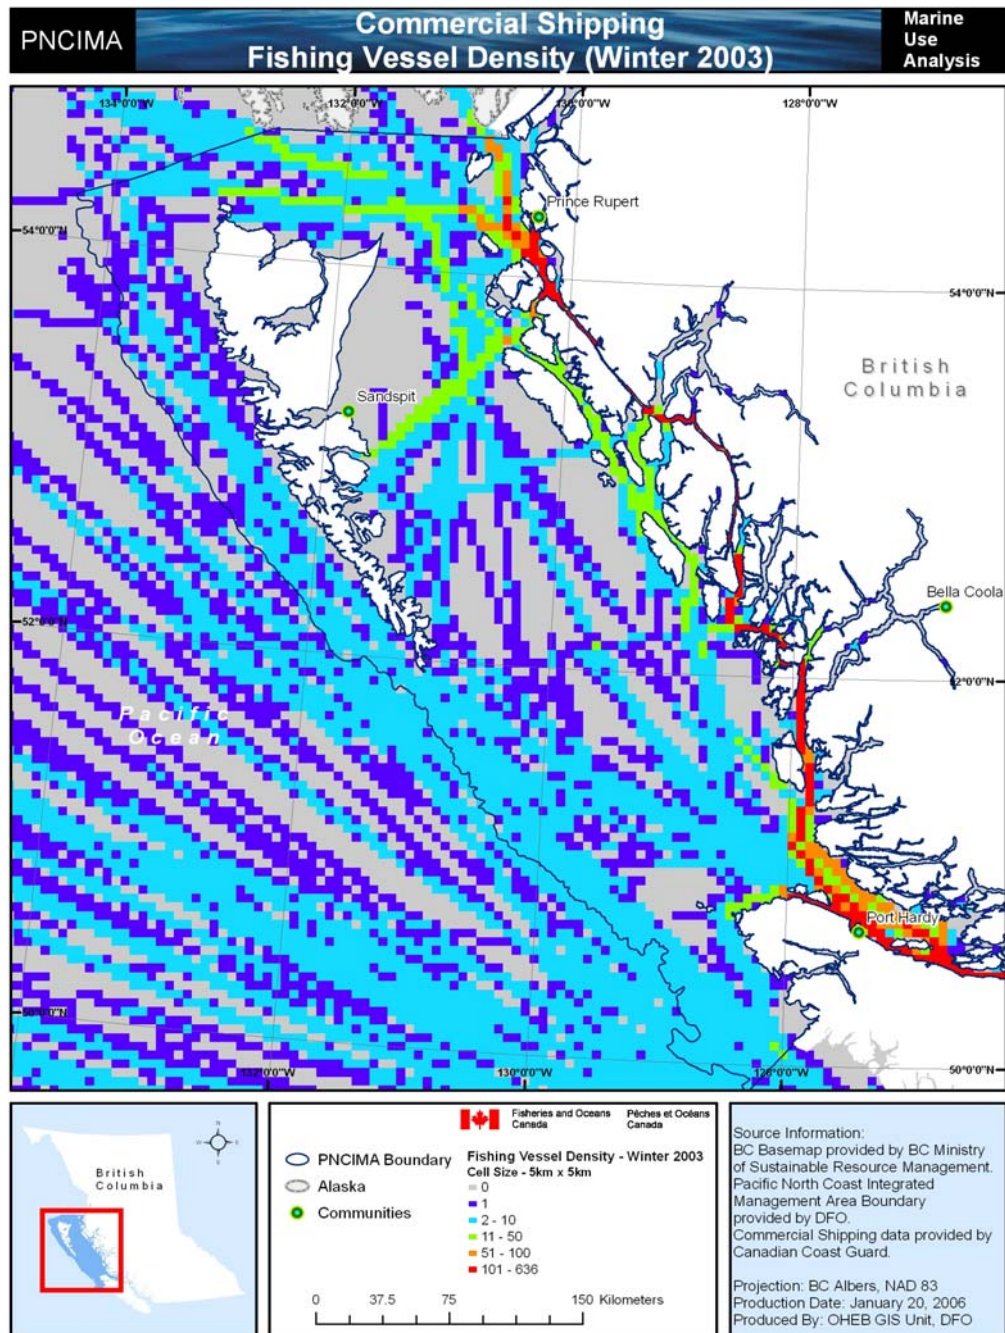 PNCIMA
Commercial Shipping
Fishing Vessel Density (Winter 2003)
Marine
Use
Analysis
134°0'0"W
132°0'0"W
130°0'0"W
128°0'0"W
Prince Rupert
54°0'0"N
54°0'0"N
British
Columbia
Sandspit
Bella Coola
52°0'0"N
52°0'0"N
Pacific
Ocean
Port Hardy
50°0'0"N
132°0'0"W
130°0'0"W
128°0'0"W
50°0'0"N
British
Columbia
N
W
E
S
Fisheries and Oceans
Canada
Pêches et Océans
Canada
PNCIMA Boundary
Alaska
Communities
Fishing Vessel Density - Winter 2003
Cell Size - 5km x 5km
0
1
2 - 10
11 - 50
51 - 100
101 - 636
0 37.5 75 150 Kilometers
Source Information:
BC Basemap provided by BC Ministry
of Sustainable Resource Management.
Pacific North Coast Integrated
Management Area Boundary
provided by DFO.
Commercial Shipping data provided by
Canadian Coast Guard.
Projection: BC Albers, NAD 83
Production Date: January 20, 2006
Produced By: OHEB GIS Unit, DFO